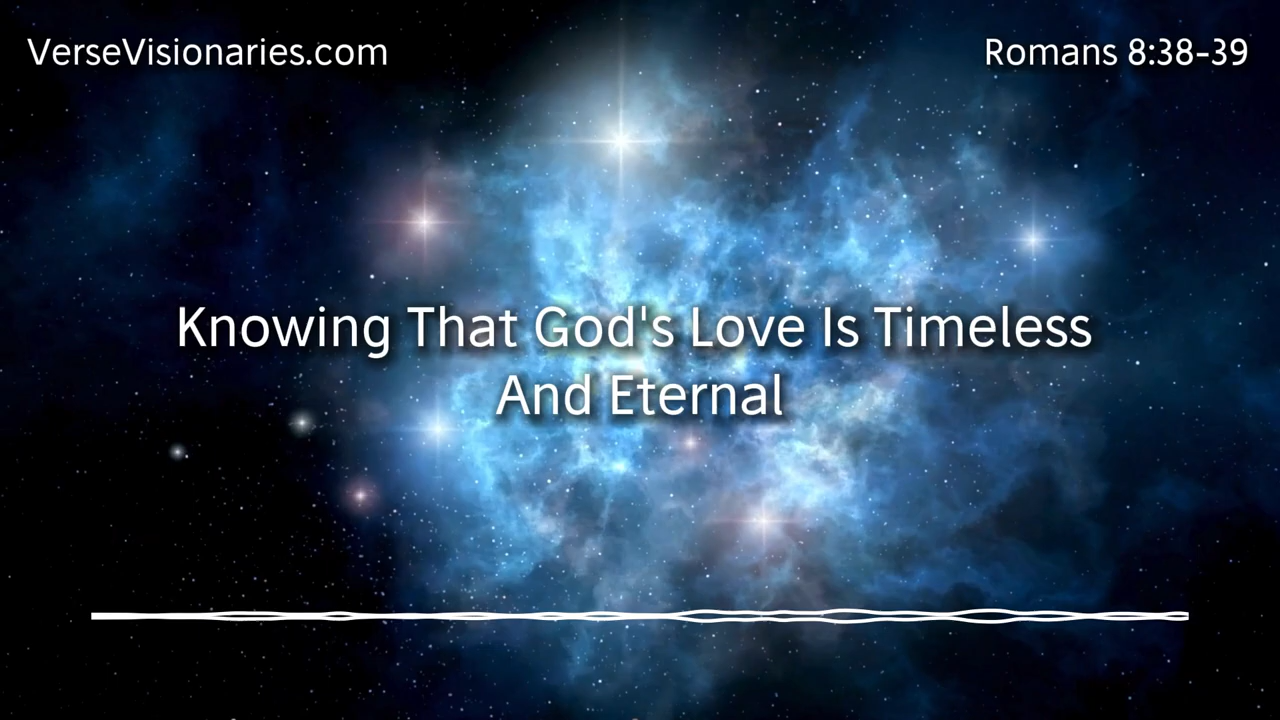 VerseVisionaries.com
Romans 8:38-39
Knowing That God's Love Is Timeless
And Eternal